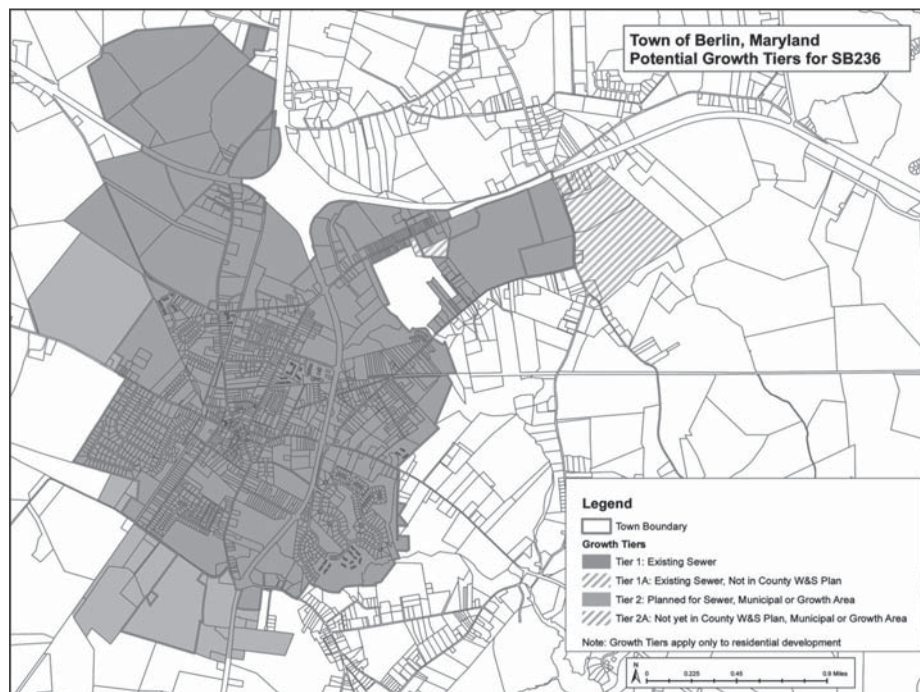 Town of Berlin, Maryland
Potential Growth Tiers for SB236
Legend
Town Boundary
Growth Tiers
Tier 1: Existing Sewer
Tier 1A: Existing Sewer, Not in County W&S Plan
Tier 2: Planned for Sewer, Municipal or Growth Area
Tier 2A: Not yet in County W&S Plan, Municipal or Growth Area
Note: Growth Tiers apply only to residential development
N
0 0.225 0.45 0.9 Miles